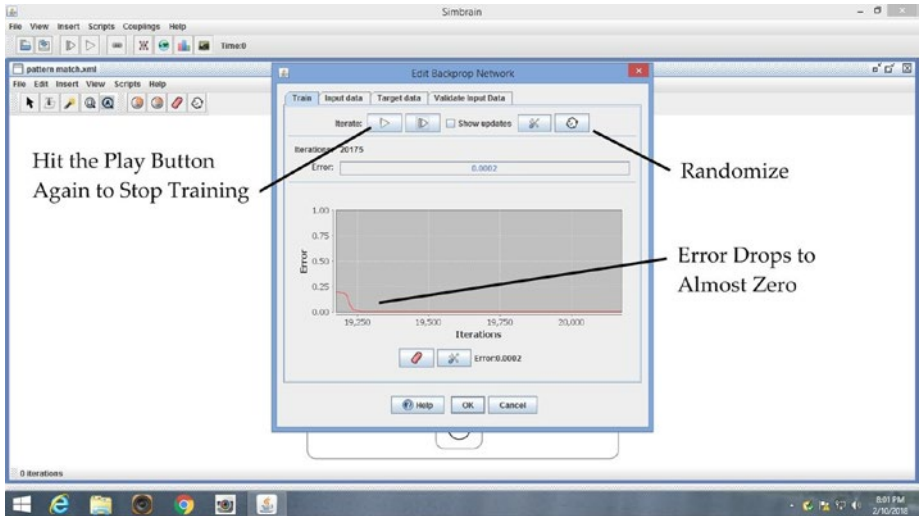 Simbrain
File View Insert Scripts Couplings Help
Time:0
pattern match.xml
File Edit Insert View Scripts Help
Edit Backprop Network
Train Input data Target data Validate Input Data
Iterate: Show updates
Iterations: 20175
Error: 0.0002
Hit the Play Button
Again to Stop Training
Randomize
Error Drops to
Almost Zero
1.00
0.75
0.50
0.25
0.00
Error
19,250 19,500 19,750 20,000
Iterations
Error:0.0002
Help OK Cancel
0 iterations
8:01 PM
2/10/2018